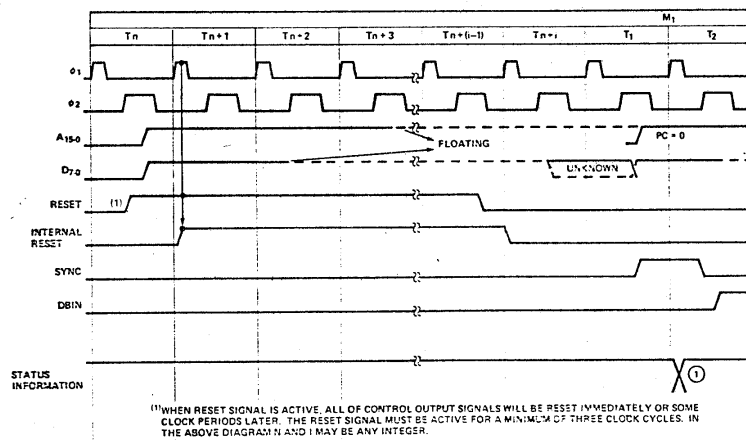 M1
Tn Tn+1 Tn+2 Tn+3 Tn+(i-1) Tn+i T1 T2
ø1
ø2
A15-0
FLOATING
PC = 0
D7-0
UNKNOWN
RESET
(1)
INTERNAL
RESET
SYNC
DBIN
STATUS
INFORMATION
1
(1)WHEN RESET SIGNAL IS ACTIVE, ALL OF CONTROL OUTPUT SIGNALS WILL BE RESET IMMEDIATELY OR SOME
CLOCK PERIODS LATER. THE RESET SIGNAL MUST BE ACTIVE FOR A MINIMUM OF THREE CLOCK CYCLES. IN
THE ABOVE DIAGRAM N AND I MAY BE ANY INTEGER.